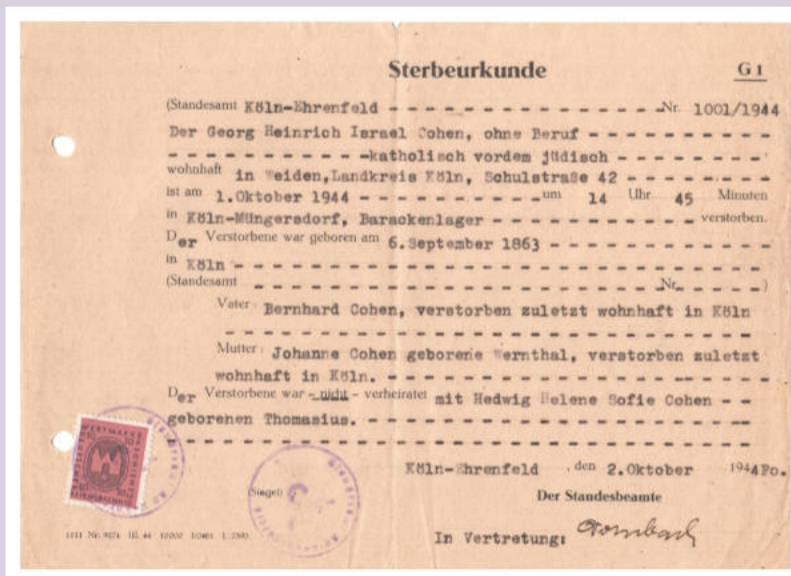 Sterbeurkunde G 1
(Standesamt Köln-Ehrenfeld - - - - - - - - - - - - - - - - - - -Nr. 1001/1944
Der Georg Heinrich Israel Cohen, ohne Beruf - - - - - - - - - -
- - - - - - - - - - -katholisch vordem jüdisch - - - - - - - -
wohnhaft in Weiden,Landkreis Köln, Schulstraße 42 - - - - - - - -
ist am 1.Oktober 1944 - - - - - - - - - - um 14 Uhr 45 Minuten
in Köln-Müngersdorf, Barackenlager - - - - - - - - - - - verstorben.
Der Verstorbene war geboren am 6.September 1863 - - - - - - - - - - - -
in Köln - - - - - - - - - - - - - - - - - - - - - - - - - - - -
(Standesamt - - - - - - - - - - - - - - - - - - - - Nr. - - - - -)
Vater: Bernhard Cohen, verstorben zuletzt wohnhaft in Köln
- - - - - - - - - - - - - - - - - - - - - - - - - - - -
Mutter: Johanne Cohen geborene Wernthal, verstorben zuletzt
wohnhaft in Köln. - - - - - - - - - - - - - - - - - - -
Der Verstorbene war - nicht - verheiratet mit Hedwig Helene Sofie Cohen - -
geborenen Thomasius. - - - - - - - - - - - - - - - - - - -
- - - - - - - - - - - - - - - - - - - - - - - - - - - - -
Köln-Ehrenfeld , den 2.Oktober 1944Fo.
(Siegel)
Der Standesbeamte
In Vertretung: